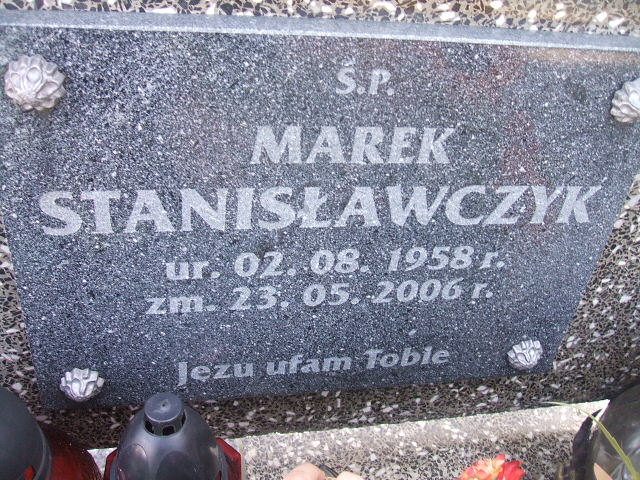 Ś.P.
MAREK
STANISŁAWCZYK
ur. 02. 08. 1958 r.
zm. 23. 05. 2006 r.
Jezu ufam Tobie